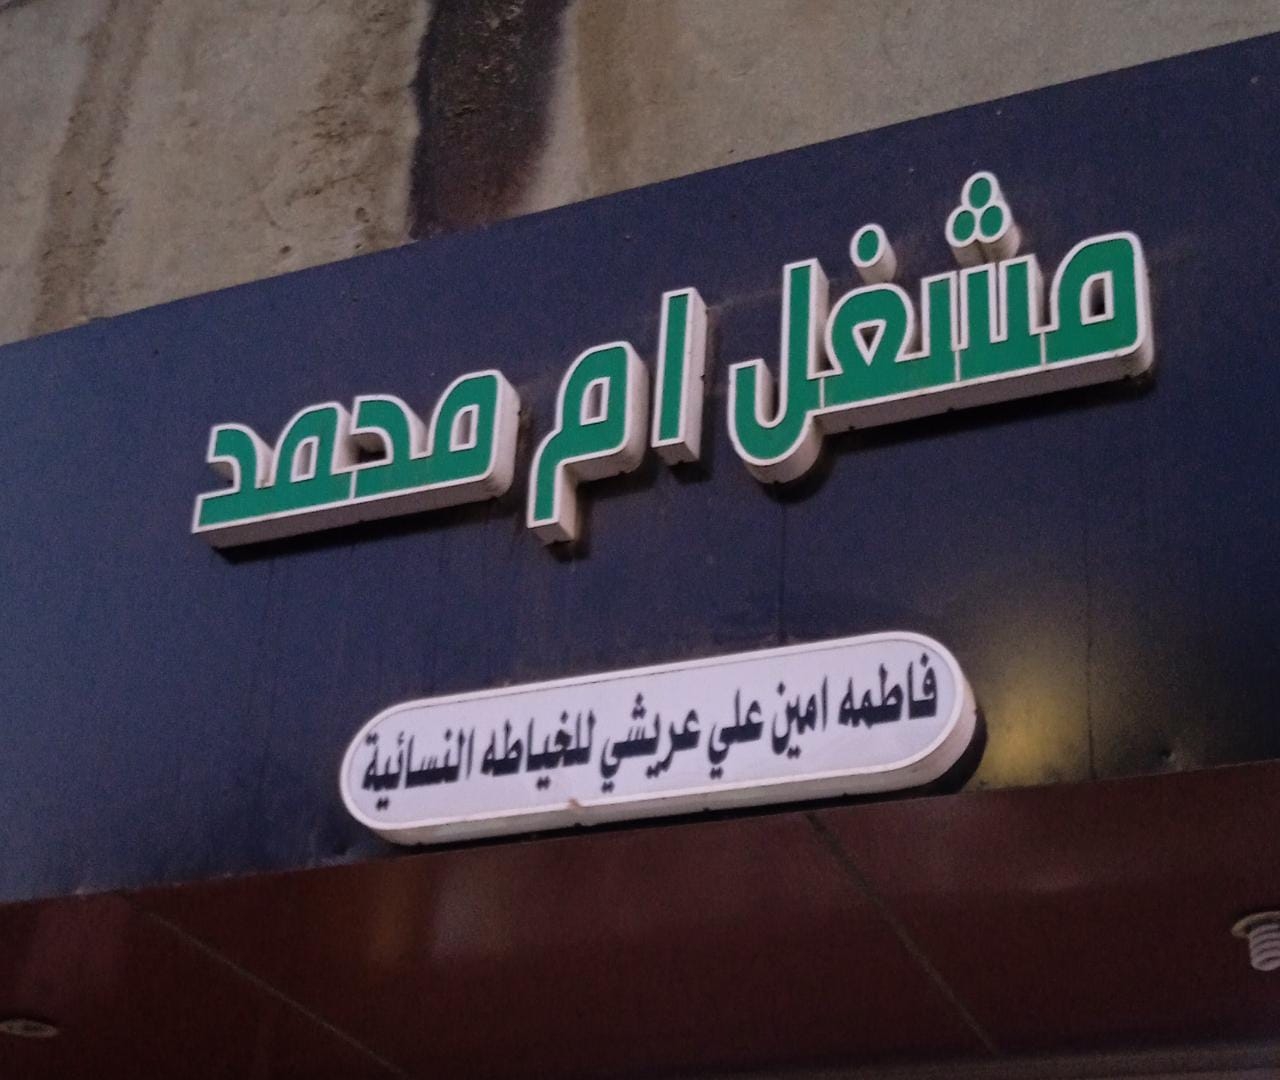 مشغل ام محمد
فاطمه امين علي عريشي للخياطه النسائية